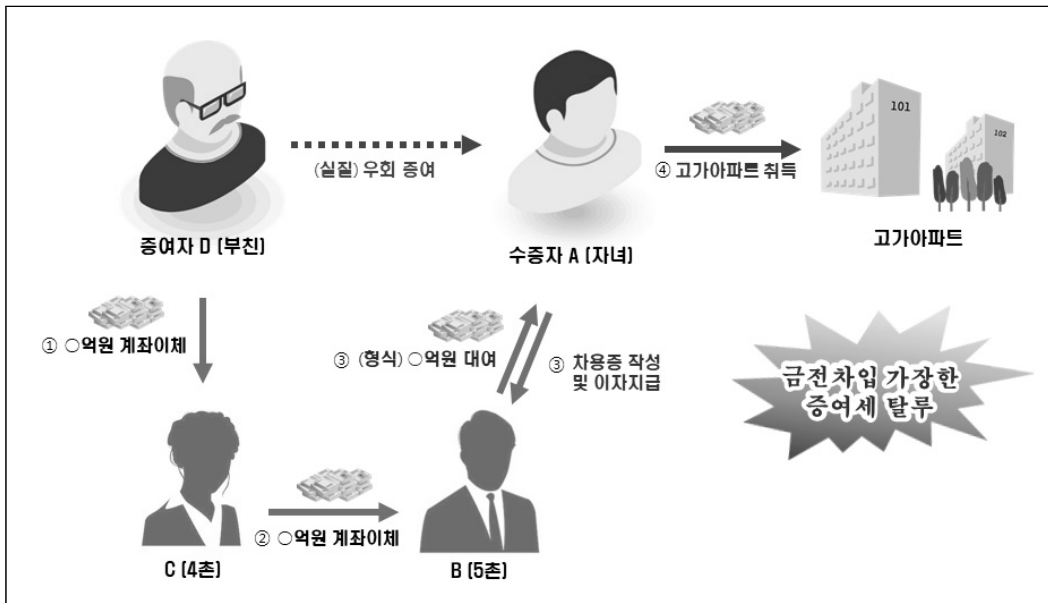 101
102
(실질) 우회 증여
④ 고가아파트 취득
증여자 D (부친)
수증자 A (자녀)
고가아파트
① ○억원 계좌이체
③ (형식) ○억원 대여
③ 차용증 작성
및 이자지급
금전차입 가장한
증여세 탈루
② ○억원 계좌이체
C (4촌)
B (5촌)